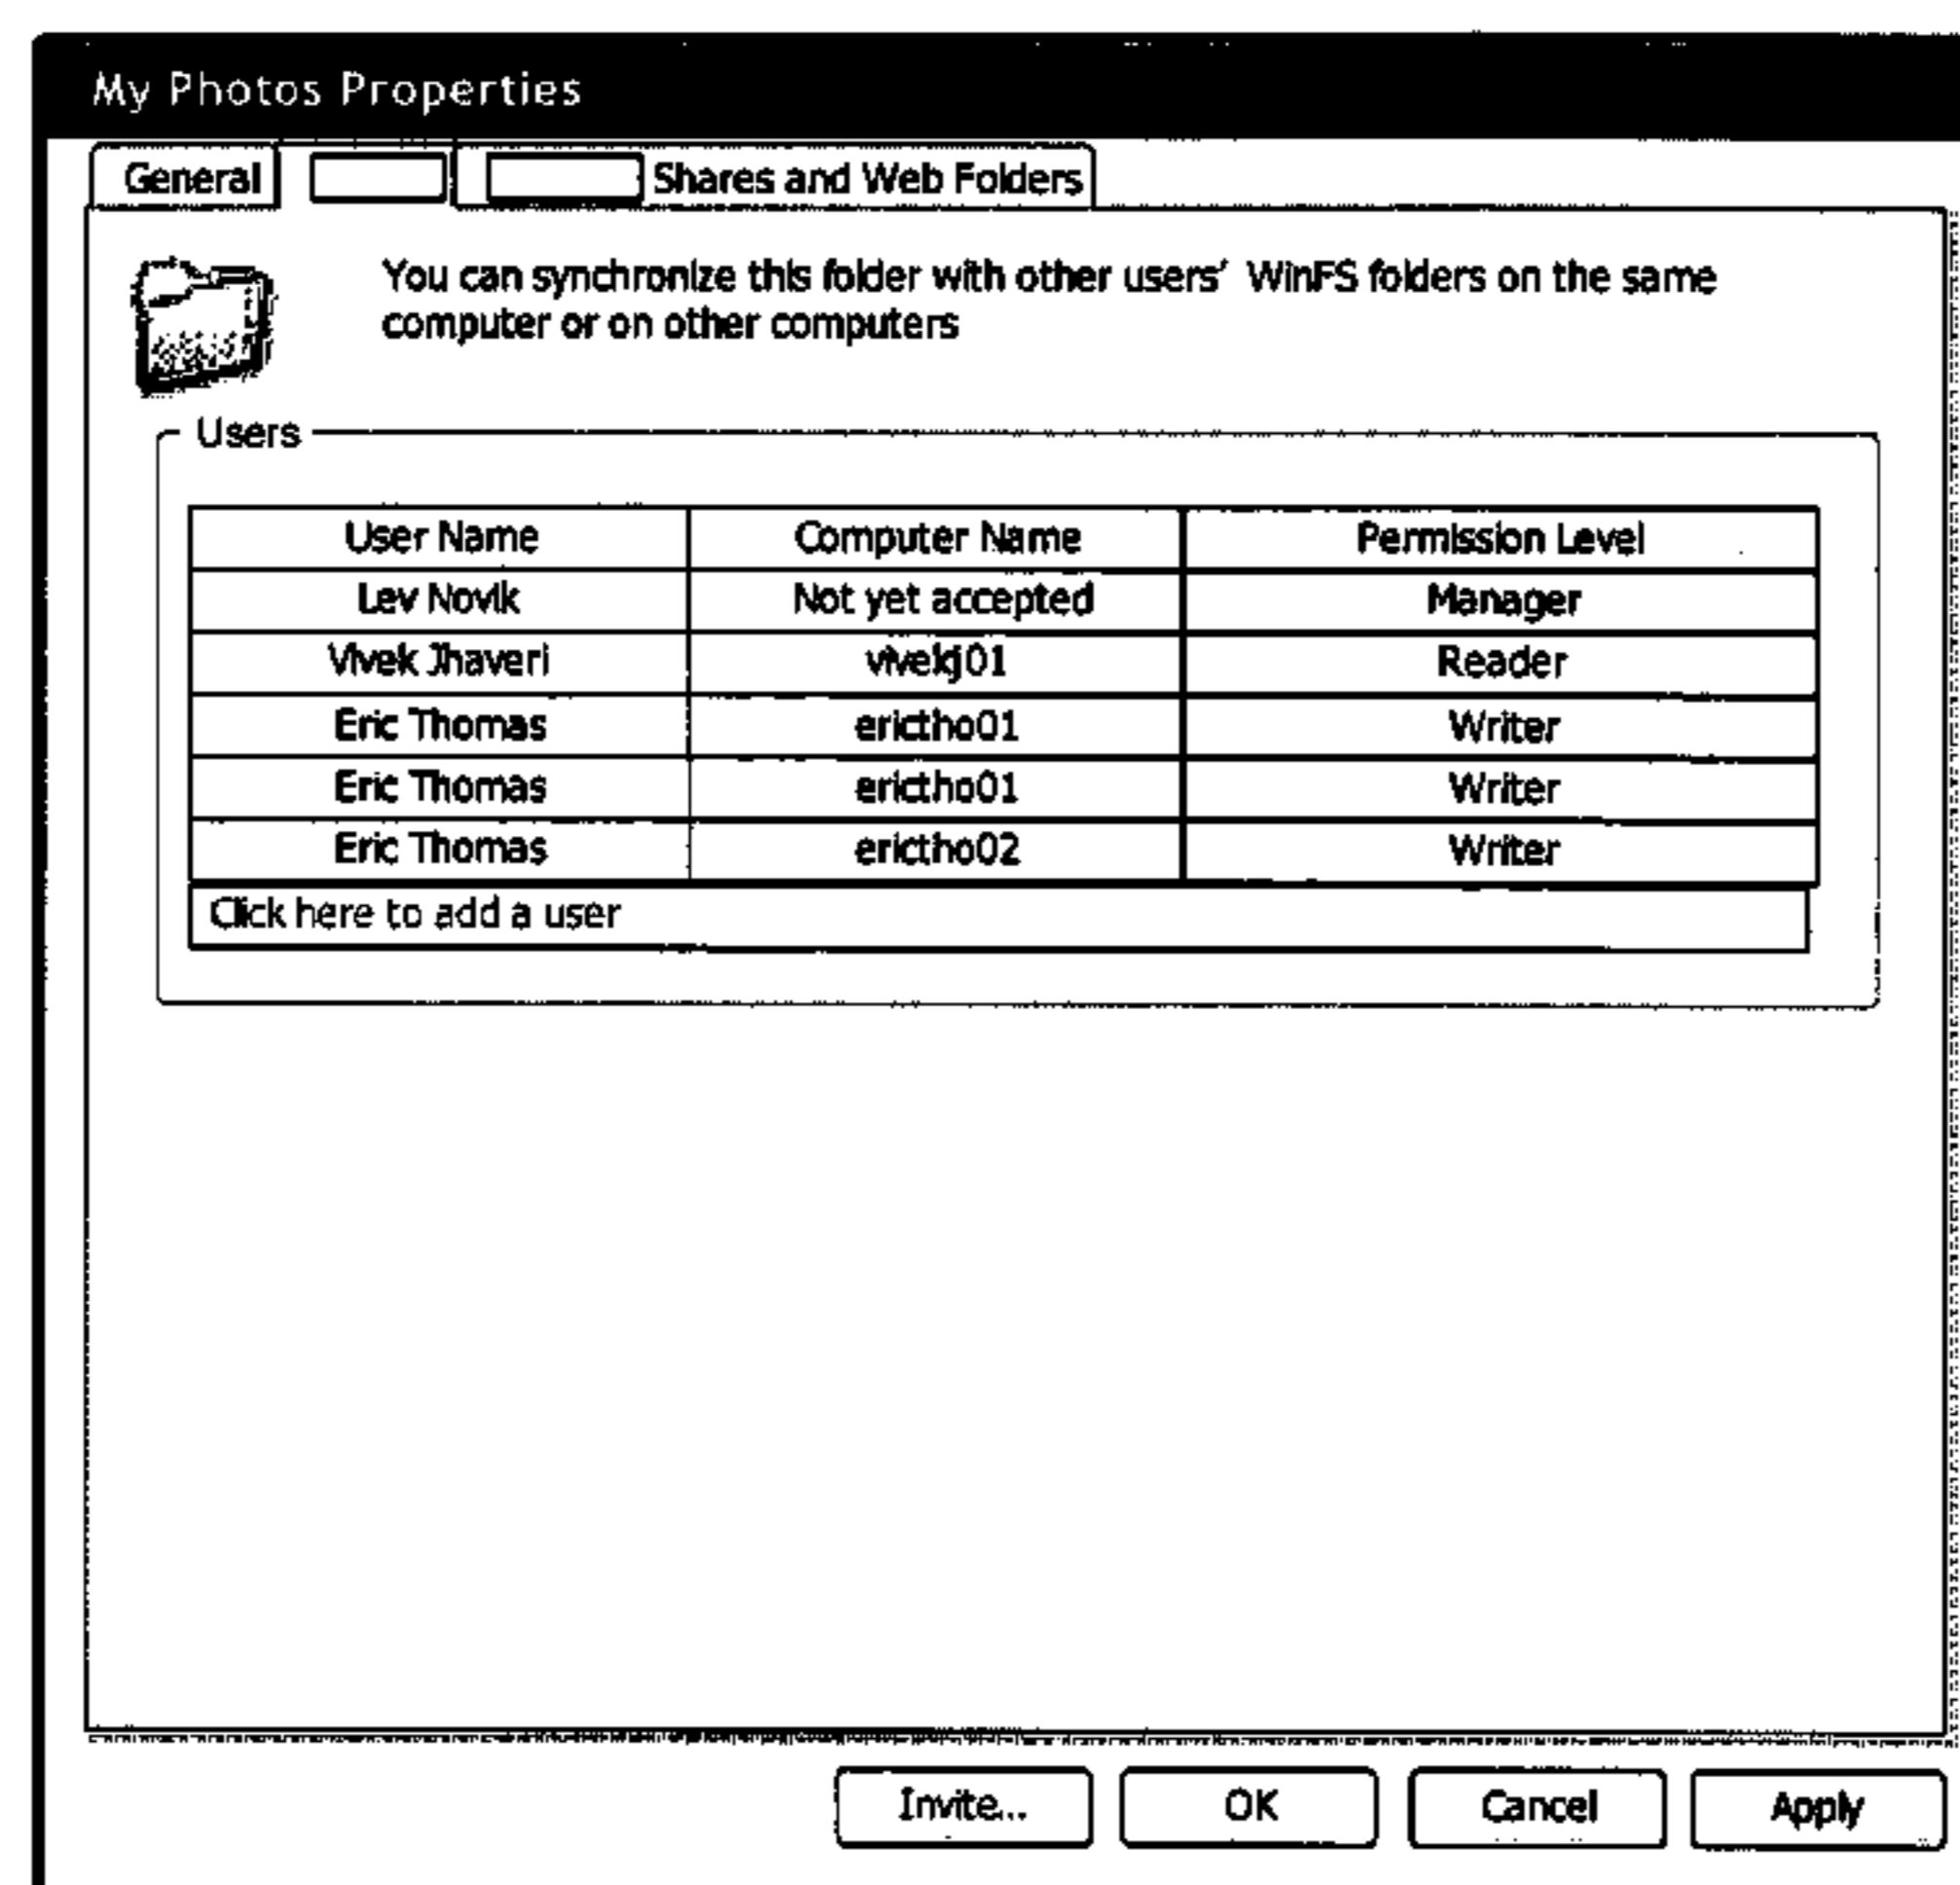 My Photos Properties
General Shares and Web Folders
You can synchronize this folder with other users' WinFS folders on the same
computer or on other computers
Users
User Name Computer Name Permission Level
Lev Novik Not yet accepted Manager
Vivek Jhaveri vivekj01 Reader
Eric Thomas erictho01 Writer
Eric Thomas erictho01 Writer
Eric Thomas erictho02 Writer
Click here to add a user
Invite... OK Cancel Apply